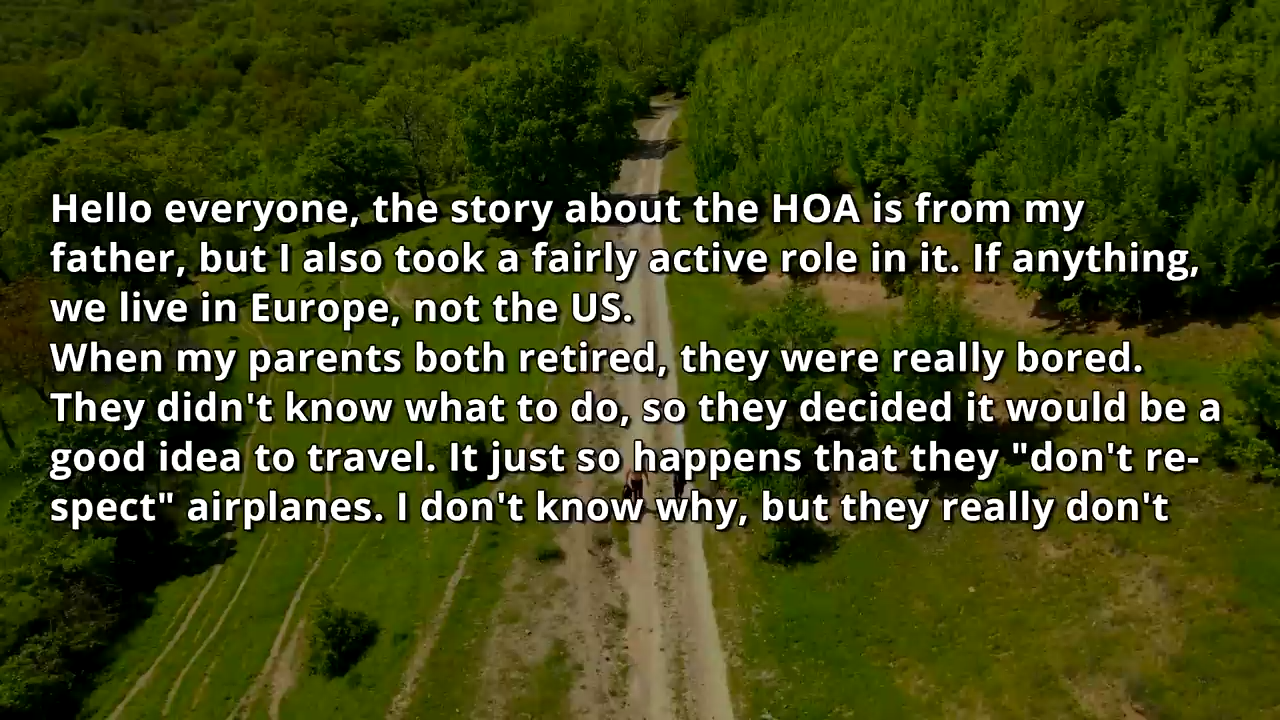 Hello everyone, the story about the HOA is from my
father, but I also took a fairly active role in it. If anything,
we live in Europe, not the US.
When my parents both retired, they were really bored.
They didn't know what to do, so they decided it would be a
good idea to travel. It just so happens that they "don't re-
spect" airplanes. I don't know why, but they really don't